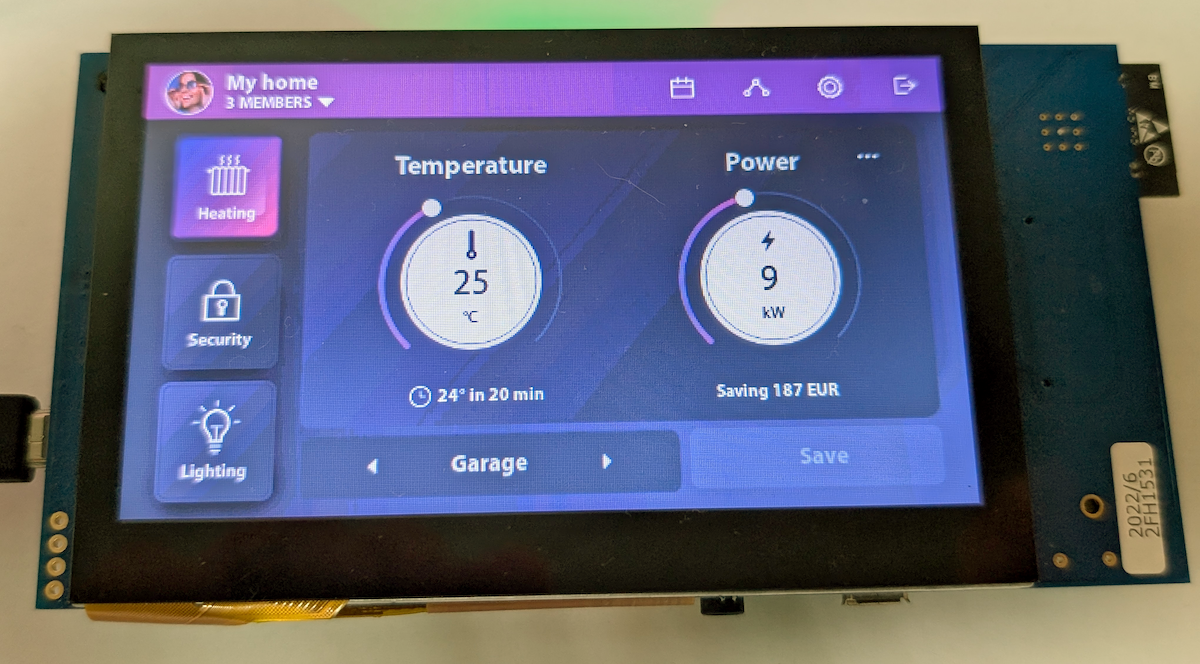 My home
3 MEMBERS
Heating
Security
Lighting
Temperature
25
°C
24° in 20 min
Power
9
kW
Saving 187 EUR
Garage
Save
2022/6
2FH1531